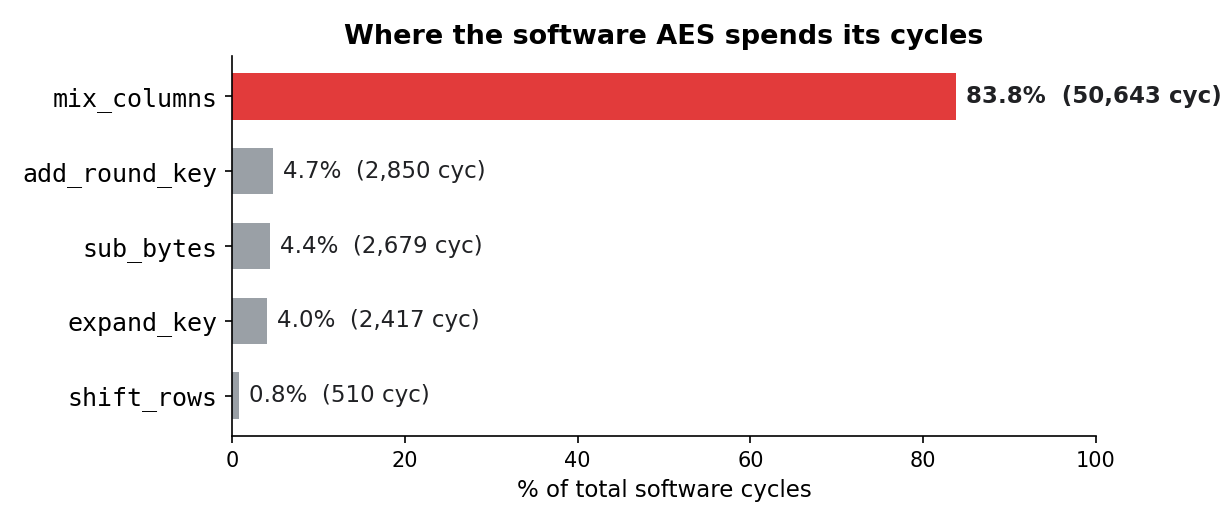 Where the software AES spends its cycles
mix_columns 83.8% (50,643 cyc)
add_round_key 4.7% (2,850 cyc)
sub_bytes 4.4% (2,679 cyc)
expand_key 4.0% (2,417 cyc)
shift_rows 0.8% (510 cyc)
0 20 40 60 80 100
% of total software cycles